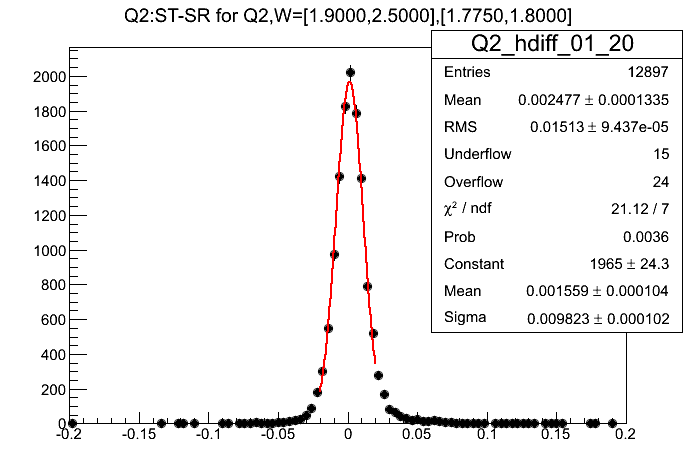 Q2:ST-SR for Q2,W=[1.9000,2.5000],[1.7750,1.8000]
Q2_hdiff_01_20
Entries 12897
Mean 0.002477 ± 0.0001335
RMS 0.01513 ± 9.437e-05
Underflow 15
Overflow 24
χ² / ndf 21.12 / 7
Prob 0.0036
Constant 1965 ± 24.3
Mean 0.001559 ± 0.000104
Sigma 0.009823 ± 0.000102
2000
1800
1600
1400
1200
1000
800
600
400
200
0
-0.2 -0.15 -0.1 -0.05 0 0.05 0.1 0.15 0.2